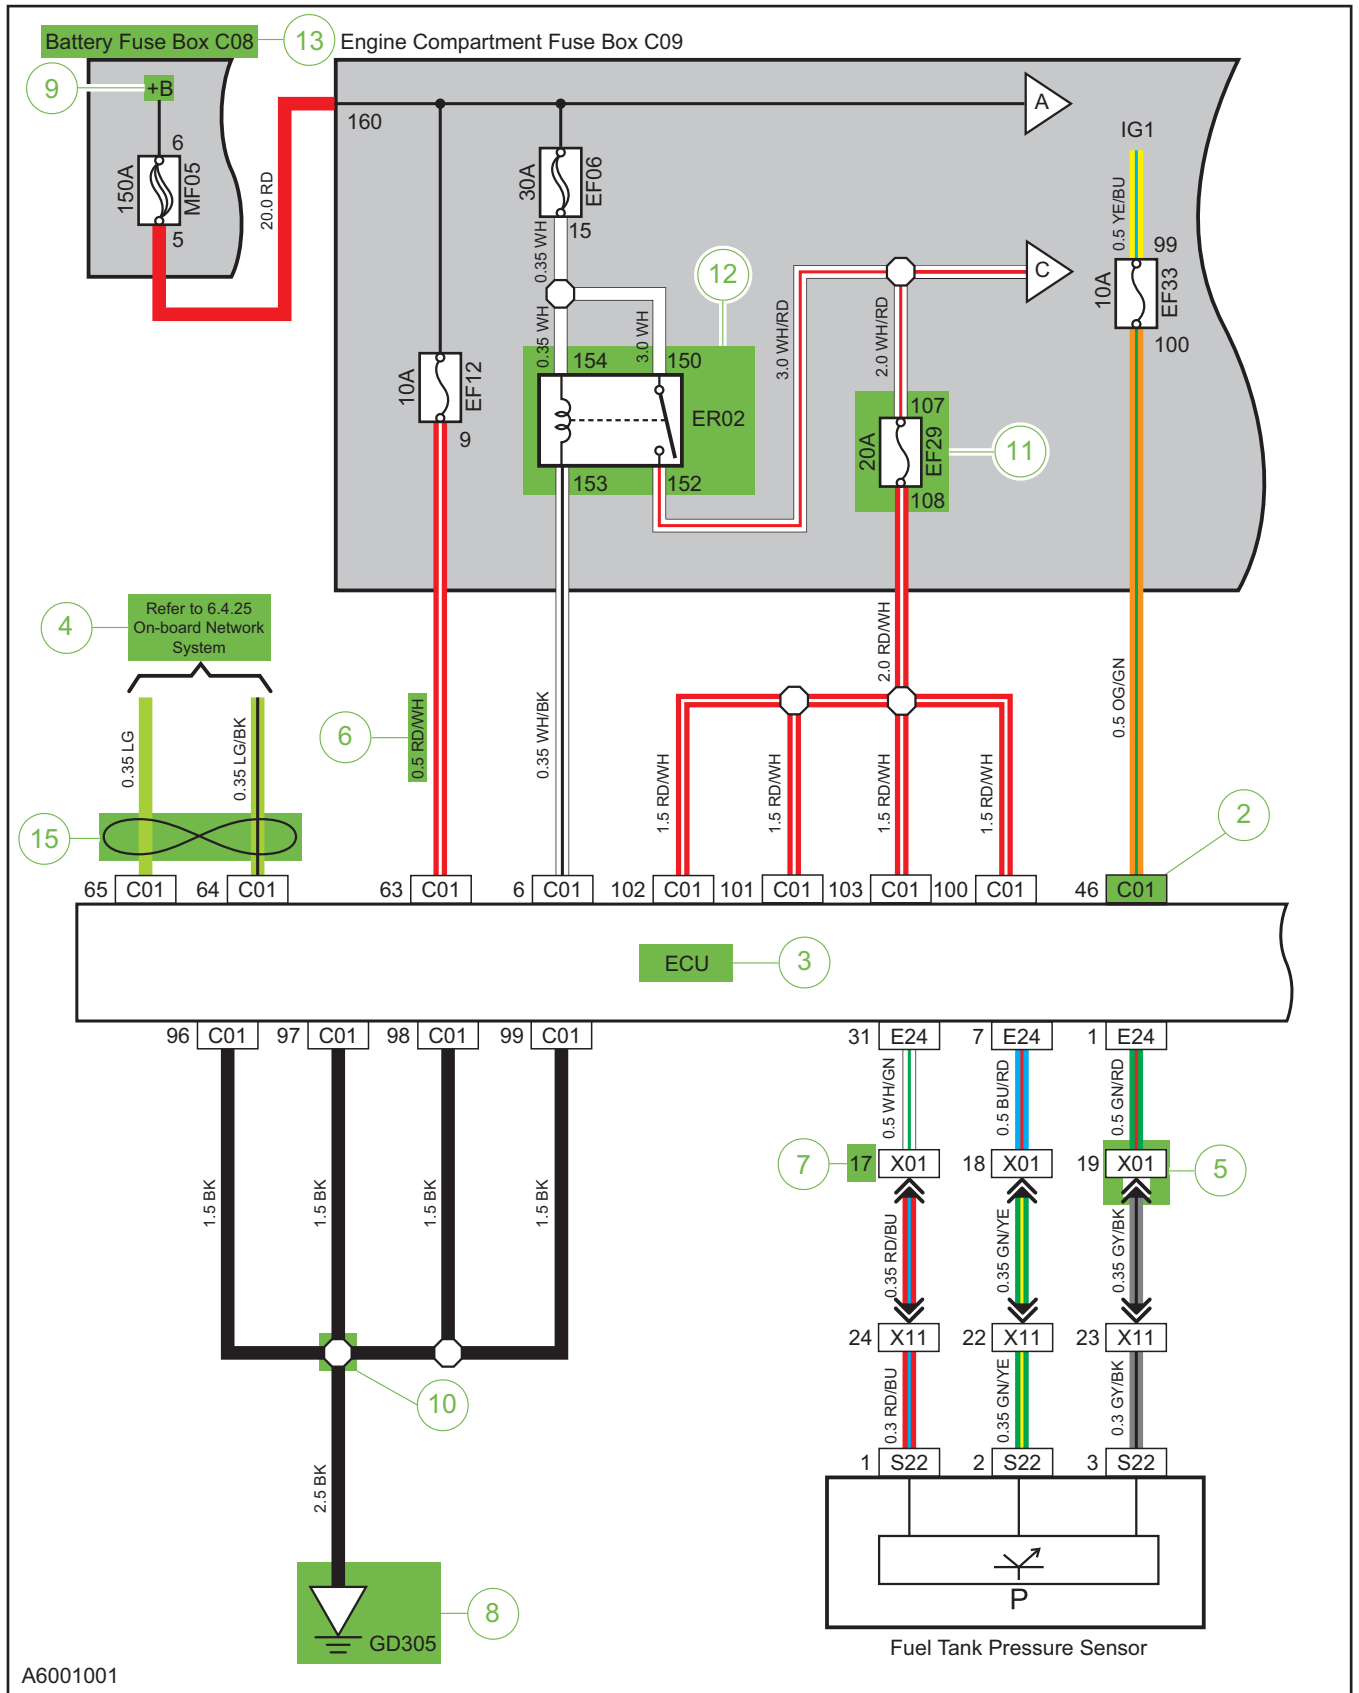 Battery Fuse Box C08
13
Engine Compartment Fuse Box C09
9
+B
6
150A
MF05
5
20.0 RD
160
A
IG1
30A
EF06
15
0.35 WH
0.5 YE/BU
99
10A
EF33
100
12
C
0.35 WH
3.0 WH
154
150
ER02
153
152
3.0 WH/RD
2.0 WH/RD
10A
EF12
9
107
20A
EF29
108
11
4
Refer to 6.4.25
On-board Network
System
6
0.5 RD/WH
0.35 WH/BK
2.0 RD/WH
0.5 OG/GN
0.35 LG
0.35 LG/BK
1.5 RD/WH
1.5 RD/WH
1.5 RD/WH
1.5 RD/WH
15
2
65 C01
64 C01
63 C01
6 C01
102 C01
101 C01
103 C01
100 C01
46 C01
ECU
3
96 C01
97 C01
98 C01
99 C01
31 E24
7 E24
1 E24
0.5 WH/GN
0.5 BU/RD
0.5 GN/RD
7
17 X01
18 X01
19 X01
5
1.5 BK
1.5 BK
1.5 BK
1.5 BK
0.35 RD/BU
0.35 GN/YE
0.35 GY/BK
24 X11
22 X11
23 X11
10
0.3 RD/BU
0.35 GN/YE
0.3 GY/BK
1 S22
2 S22
3 S22
2.5 BK
P
8
GD305
Fuel Tank Pressure Sensor
A6001001